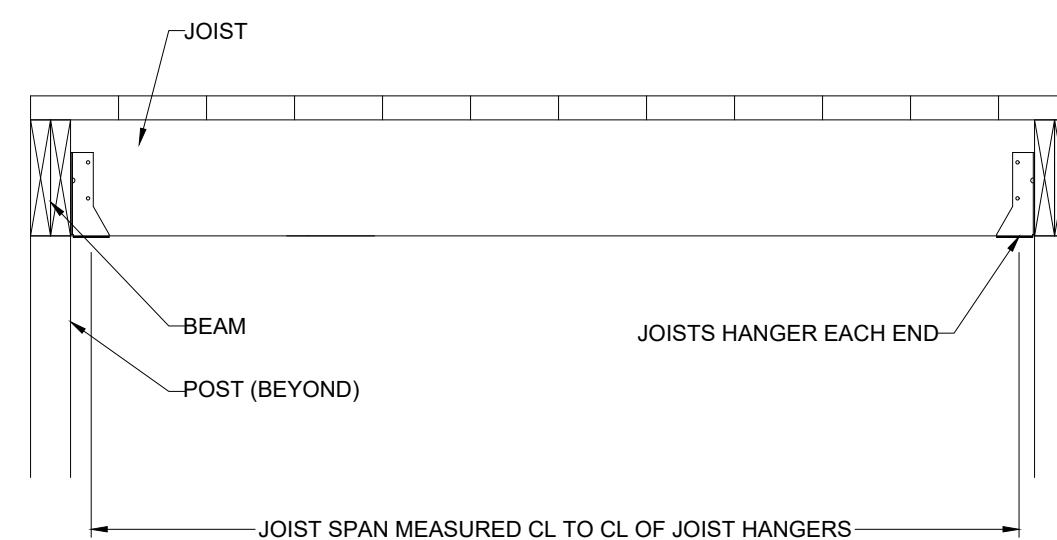 JOIST
BEAM
JOISTS HANGER EACH END
POST (BEYOND)
JOIST SPAN MEASURED CL TO CL OF JOIST HANGERS